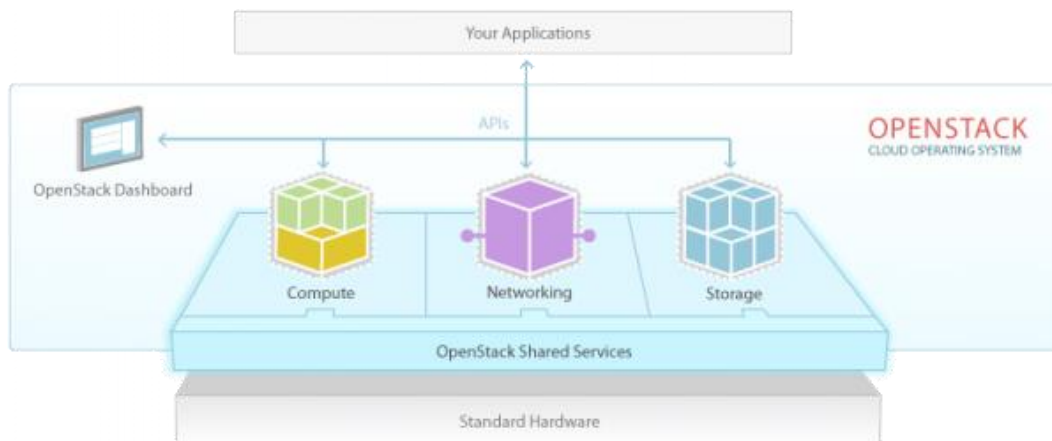 Your Applications
APIs
OPENSTACK
CLOUD OPERATING SYSTEM
OpenStack Dashboard
Compute
Networking
Storage
OpenStack Shared Services
Standard Hardware